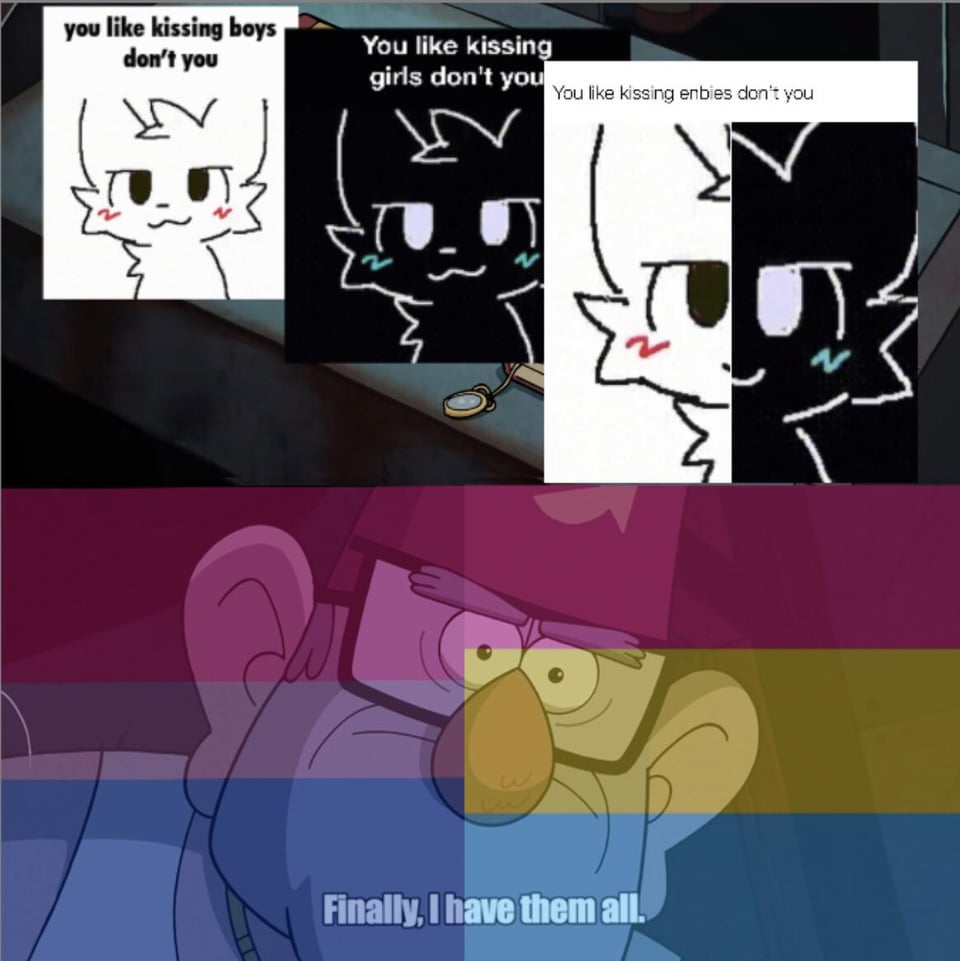 you like kissing boys
don't you
You like kissing
girls don't you
You like kissing enbies don't you
Finally, I have them all.